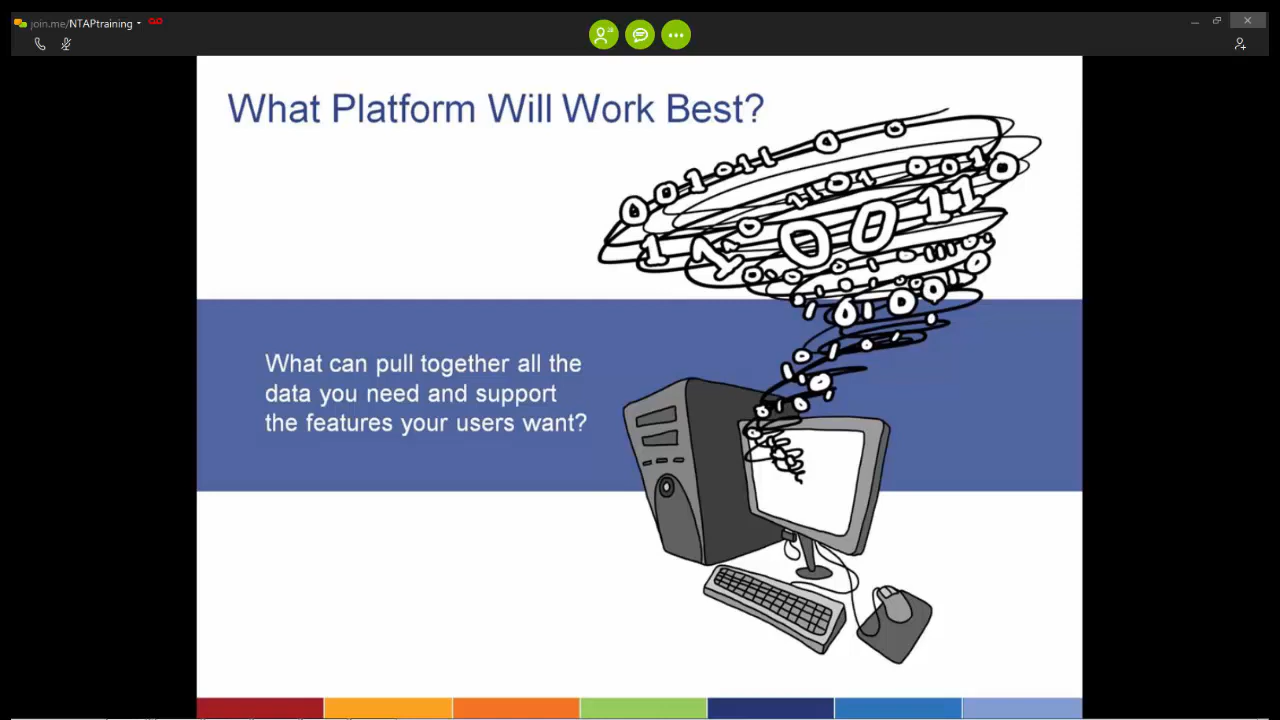 join.me/NTAPtraining
What Platform Will Work Best?
What can pull together all the
data you need and support
the features your users want?